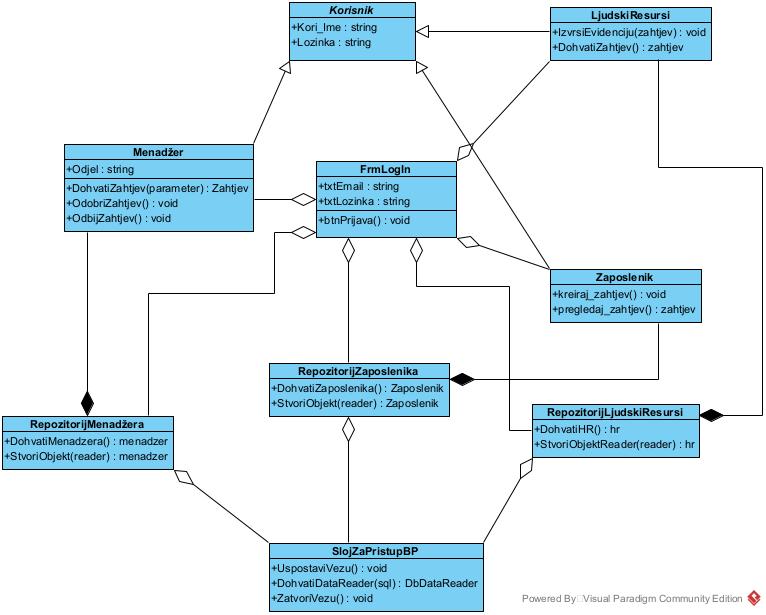 Korisnik
+Kori_Ime : string
+Lozinka : string
LjudskiResursi
+IzvrsiEvidenciju(zahtjev) : void
+DohvatiZahtjev() : zahtjev
Menadžer
+Odjel : string
+DohvatiZahtjev(parameter) : Zahtjev
+OdobriZahtjev() : void
+OdbijZahtjev() : void
FrmLogIn
+txtEmail : string
+txtLozinka : string
+btnPrijava() : void
Zaposlenik
+kreiraj_zahtjev() : void
+pregledaj_zahtjev() : zahtjev
RepozitorijZaposlenika
+DohvatiZaposlenika() : Zaposlenik
+StvoriObjekt(reader) : Zaposlenik
RepozitorijMenadžera
+DohvatiMenadzera() : menadzer
+StvoriObjekt(reader) : menadzer
RepozitorijLjudskiResursi
+DohvatiHR() : hr
+StvoriObjektReader(reader) : hr
SlojZaPristupBP
+UspostaviVezu() : void
+DohvatiDataReader(sql) : DbDataReader
+ZatvoriVezu() : void
Powered By Visual Paradigm Community Edition